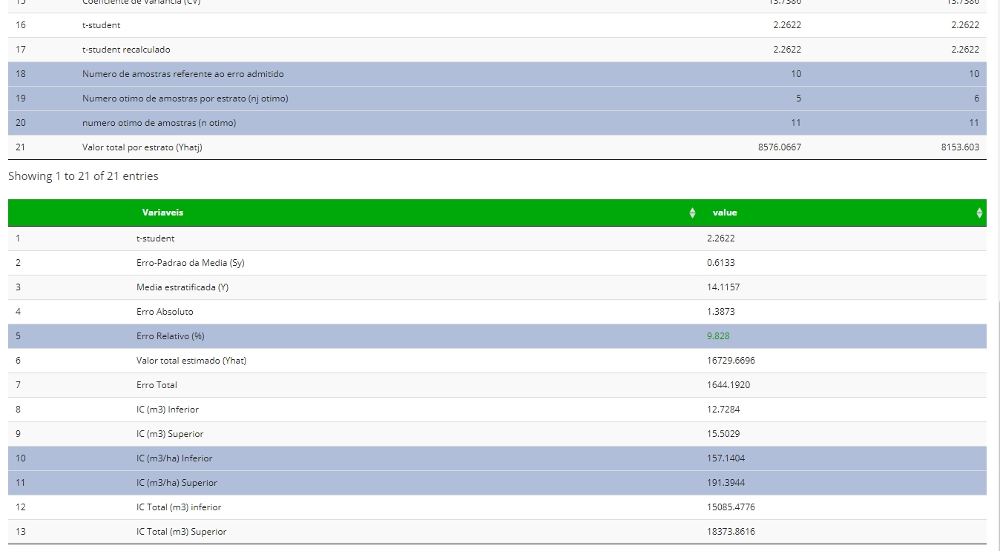 15 Coeficiente de Variancia (CV) 13.7386 13.7386
16 t-student 2.2622 2.2622
17 t-student recalculado 2.2622 2.2622
18 Numero de amostras referente ao erro admitido 10 10
19 Numero otimo de amostras por estrato (nj otimo) 5 6
20 numero otimo de amostras (n otimo) 11 11
21 Valor total por estrato (Yhatj) 8576.0667 8153.603
Showing 1 to 21 of 21 entries
Variaveis value
1 t-student 2.2622
2 Erro-Padrao da Media (Sy) 0.6133
3 Media estratificada (Y) 14.1157
4 Erro Absoluto 1.3873
5 Erro Relativo (%) 9.828
6 Valor total estimado (Yhat) 16729.6696
7 Erro Total 1644.1920
8 IC (m3) Inferior 12.7284
9 IC (m3) Superior 15.5029
10 IC (m3/ha) Inferior 157.1404
11 IC (m3/ha) Superior 191.3944
12 IC Total (m3) inferior 15085.4776
13 IC Total (m3) Superior 18373.8616